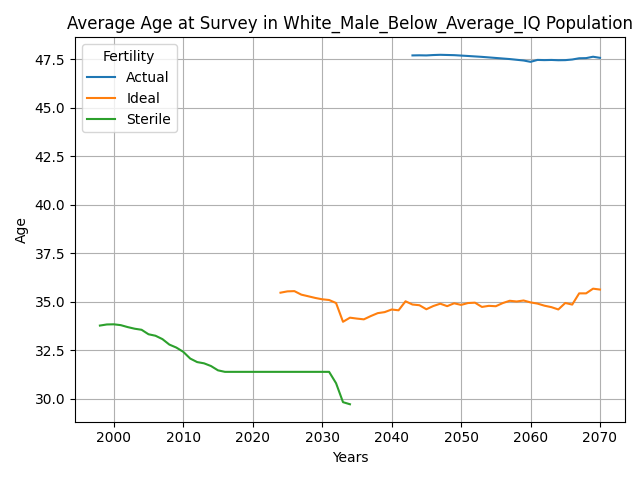 Average Age at Survey in White_Male_Below_Average_IQ Population
Fertility
Actual
Ideal
Sterile
47.5
45.0
42.5
40.0
37.5
35.0
32.5
30.0
Age
2000 2010 2020 2030 2040 2050 2060 2070
Years